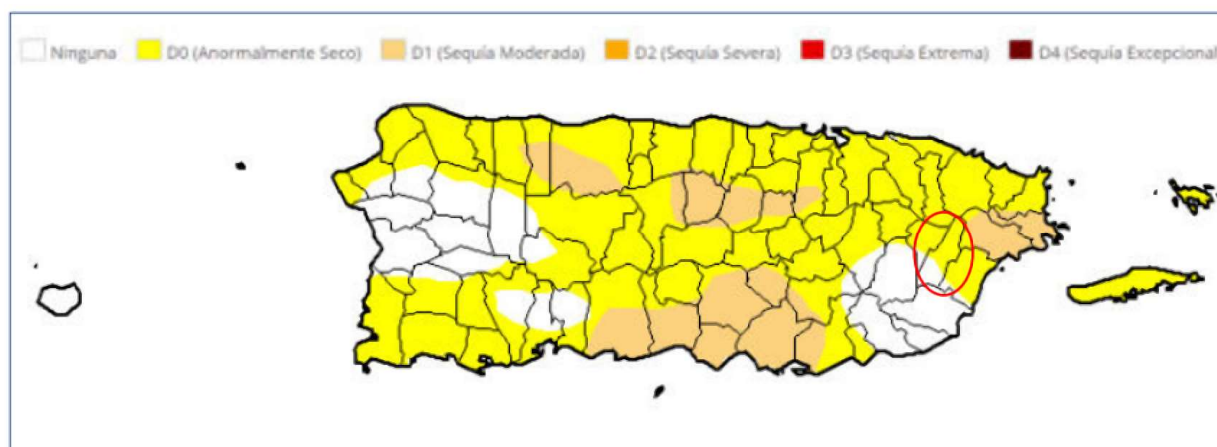 Ninguna D0 (Anormalmente Seco) D1 (Sequía Moderada) D2 (Sequía Severa) D3 (Sequía Extrema) D4 (Sequía Excepcional